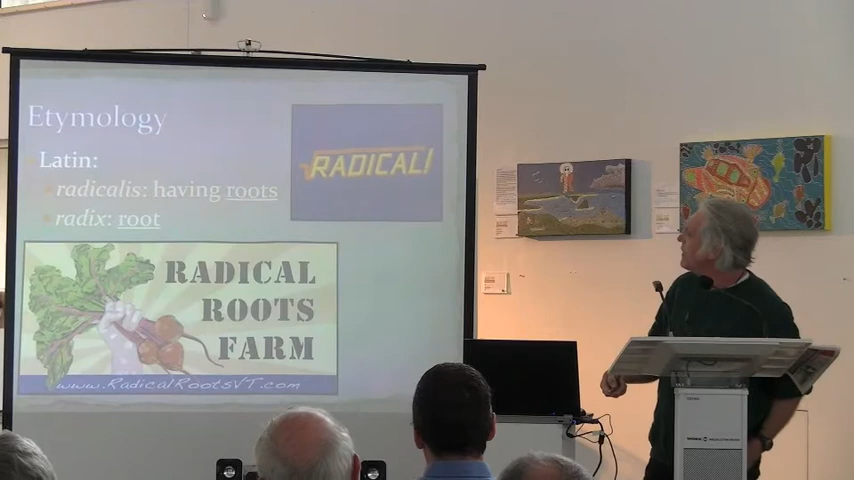 Etymology
Latin:
radicalis: having roots
radix: root
RADICAL!
RADICAL
ROOTS
FARM
www.RadicalRootsVT.com